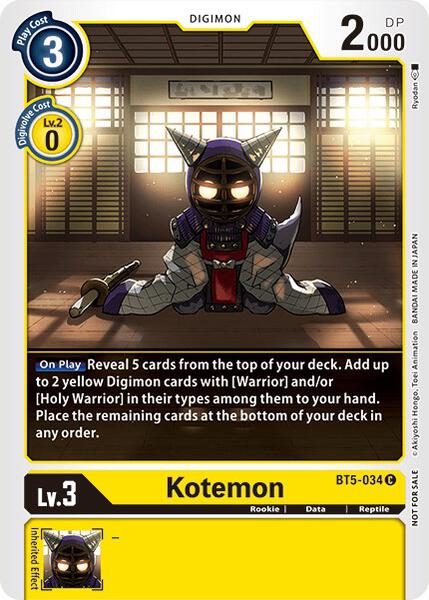 Play Cost
3
DIGIMON
DP
2000
Digivolve Cost
Lv.2
0
Ryodan
On Play Reveal 5 cards from the top of your deck. Add up
to 2 yellow Digimon cards with [Warrior] and/or
[Holy Warrior] in their types among them to your hand.
Place the remaining cards at the bottom of your deck in
any order.
©Akiyoshi Hongo, Toei Animation BANDAI MADE IN JAPAN
NOT FOR SALE
Lv.3
Kotemon
BT5-034 C
Rookie | Data | Reptile
Inherited Effect
–